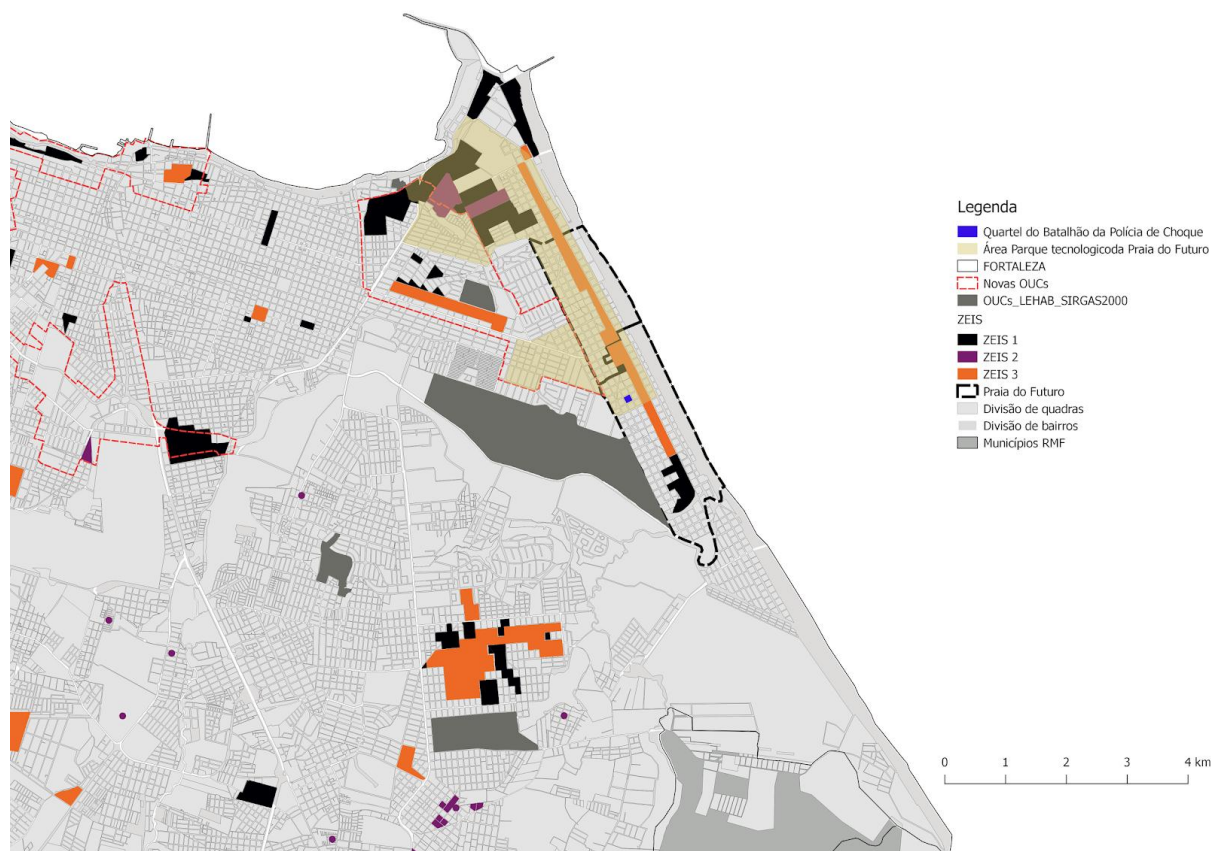 Legenda
Quartel do Batalhão da Polícia de Choque
Área Parque tecnologicoda Praia do Futuro
FORTALEZA
Novas OUCs
OUCs_LEHAB_SIRGAS2000
ZEIS
ZEIS 1
ZEIS 2
ZEIS 3
Praia do Futuro
Divisão de quadras
Divisão de bairros
Municípios RMF
0 1 2 3 4 km